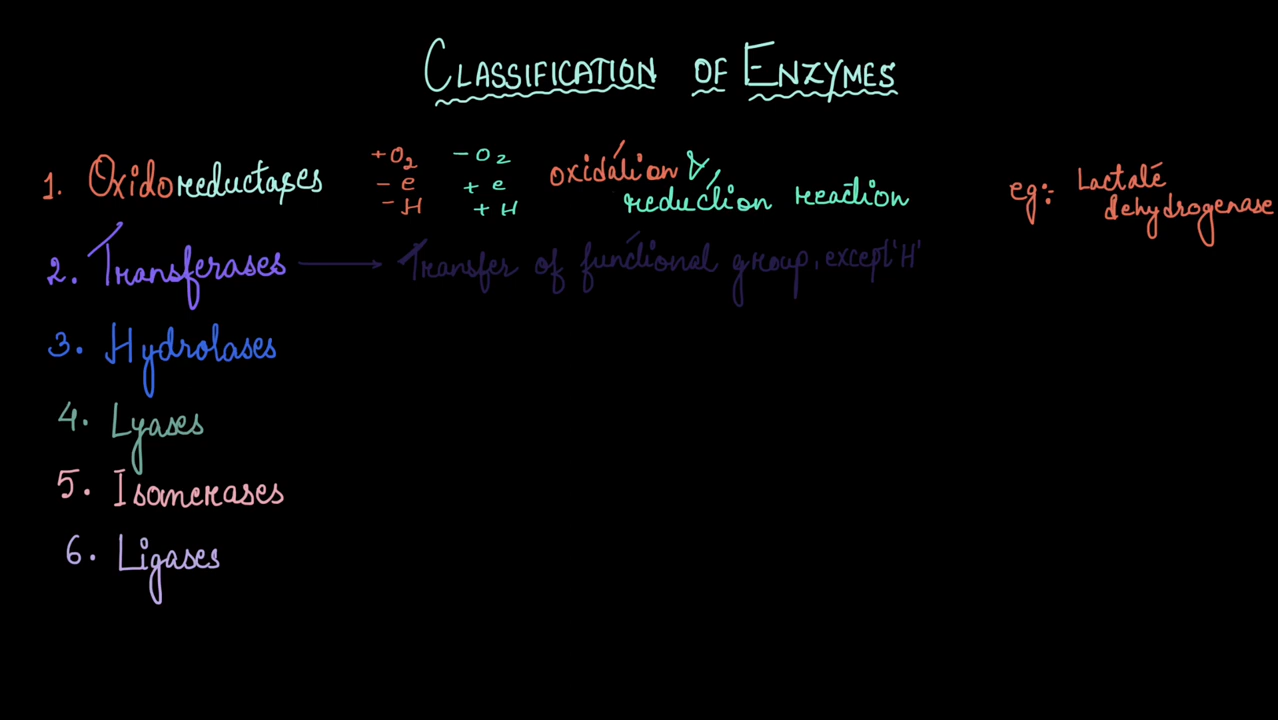 CLASSIFICATION OF ENZYMES
1. Oxidoreductases +O2 - O2 oxidation &
- e + e reduction reaction
- H + H
eg:- Lactate
dehydrogenase
2. Transferases → Transfer of functional group, except 'H'
3. Hydrolases
4. Lyases
5. Isomerases
6. Ligases